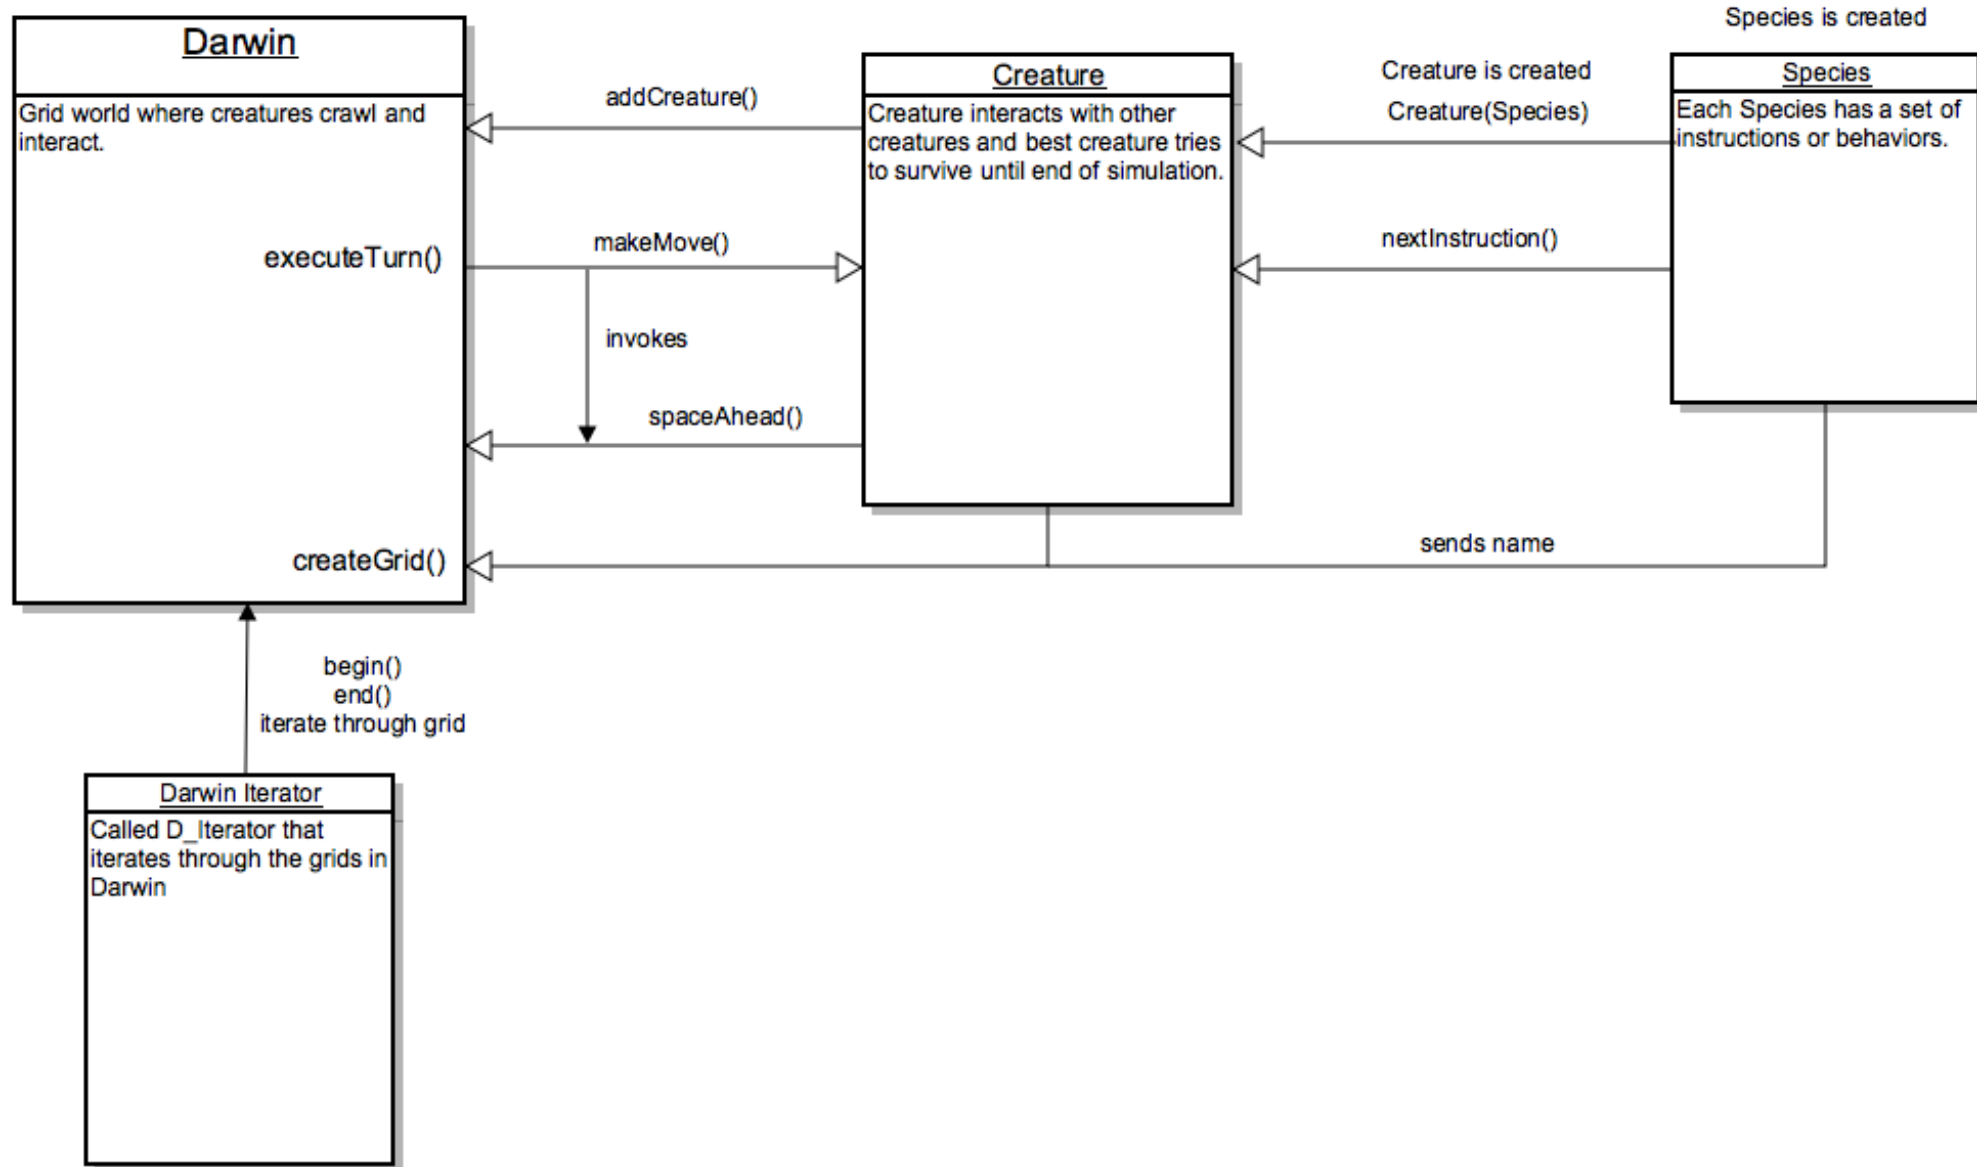 Darwin
Grid world where creatures crawl and
interact.
executeTurn()
createGrid()
addCreature()
makeMove()
invokes
spaceAhead()
Creature
Creature interacts with other
creatures and best creature tries
to survive until end of simulation.
Creature is created
Creature(Species)
nextInstruction()
sends name
Species is created
Species
Each Species has a set of
instructions or behaviors.
begin()
end()
iterate through grid
Darwin Iterator
Called D_Iterator that
iterates through the grids in
Darwin